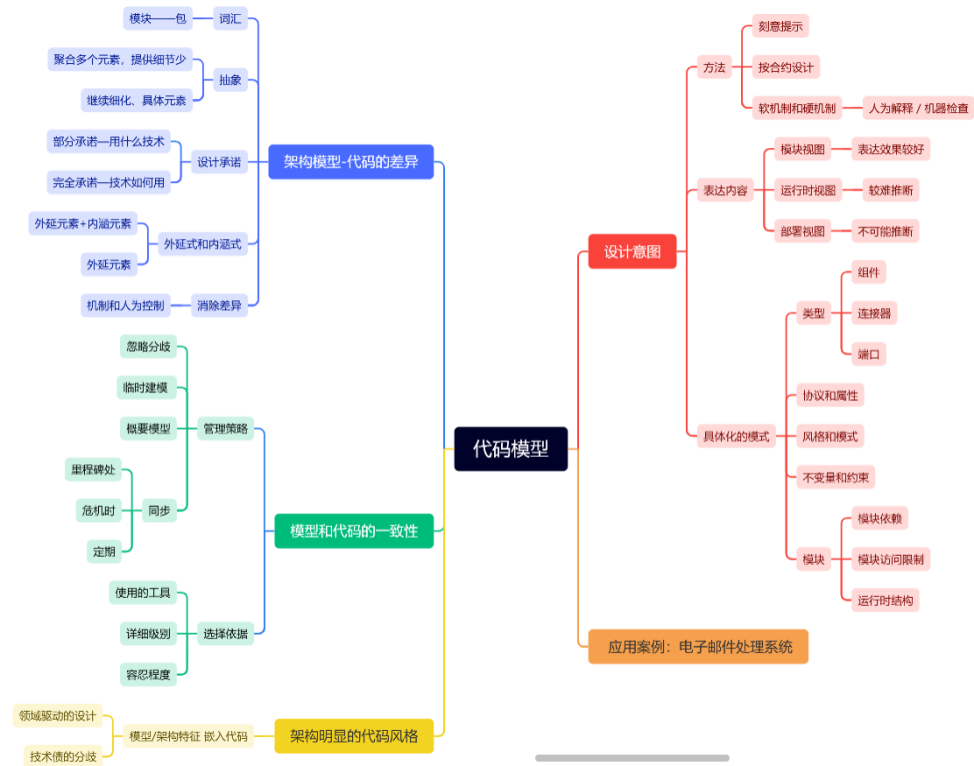 代码模型
架构模型-代码的差异
词汇
模块——包
抽象
聚合多个元素，提供细节少
继续细化、具体元素
设计承诺
部分承诺—用什么技术
完全承诺—技术如何用
外延式和内涵式
外延元素+内涵元素
外延元素
消除差异
机制和人为控制
模型和代码的一致性
管理策略
忽略分歧
临时建模
概要模型
同步
里程碑处
危机时
定期
选择依据
使用的工具
详细级别
容忍程度
架构明显的代码风格
模型/架构特征 嵌入代码
领域驱动的设计
技术债的分歧
设计意图
方法
刻意提示
按合约设计
软机制和硬机制
人为解释 / 机器检查
表达内容
模块视图
表达效果较好
运行时视图
较难推断
部署视图
不可能推断
具体化的模式
类型
组件
连接器
端口
协议和属性
风格和模式
不变量和约束
模块
模块依赖
模块访问限制
运行时结构
应用案例：电子邮件处理系统